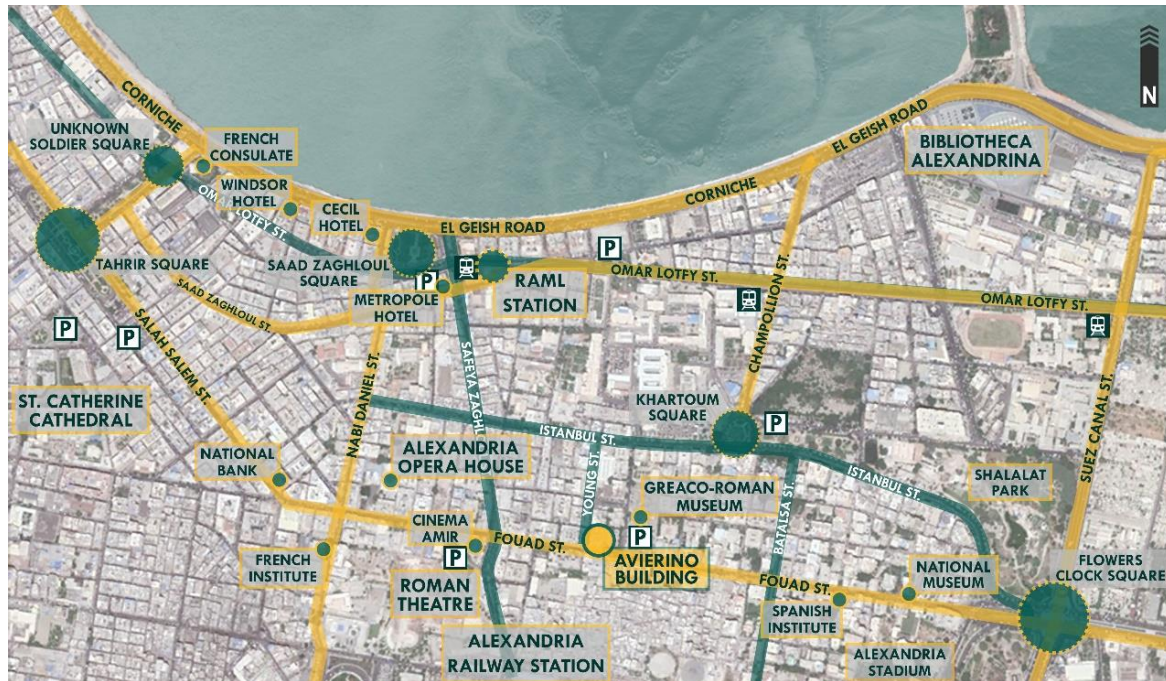 CORNICHE
UNKNOWN
SOLDIER SQUARE
FRENCH
CONSULATE
WINDSOR
HOTEL
OMAR LOTFY ST.
CECIL
HOTEL
TAHRIR SQUARE
SAAD ZAGHLOUL
SQUARE
EL GEISH ROAD
CORNICHE
EL GEISH ROAD
BIBLIOTHECA
ALEXANDRINA
N
P
P
METROPOLE
HOTEL
RAML
STATION
OMAR LOTFY ST.
OMAR LOTFY ST.
SAAD ZAGHLOUL ST.
P
P
SALAH SALEM ST.
ST. CATHERINE
CATHEDRAL
NABI DANIEL ST.
SAFEYA ZAGHLO
CHAMPOLLION ST.
KHARTOUM
SQUARE
P
SUEZ CANAL ST.
ISTANBUL ST.
ISTANBUL ST.
NATIONAL
BANK
ALEXANDRIA
OPERA HOUSE
YOUNG ST.
GREACO-ROMAN
MUSEUM
BATALSA ST.
SHALALAT
PARK
CINEMA
AMIR
P
FOUAD ST.
P
AVIERINO
BUILDING
FRENCH
INSTITUTE
ROMAN
THEATRE
FOUAD ST.
SPANISH
INSTITUTE
NATIONAL
MUSEUM
FLOWERS
CLOCK SQUARE
ALEXANDRIA
RAILWAY STATION
ALEXANDRIA
STADIUM